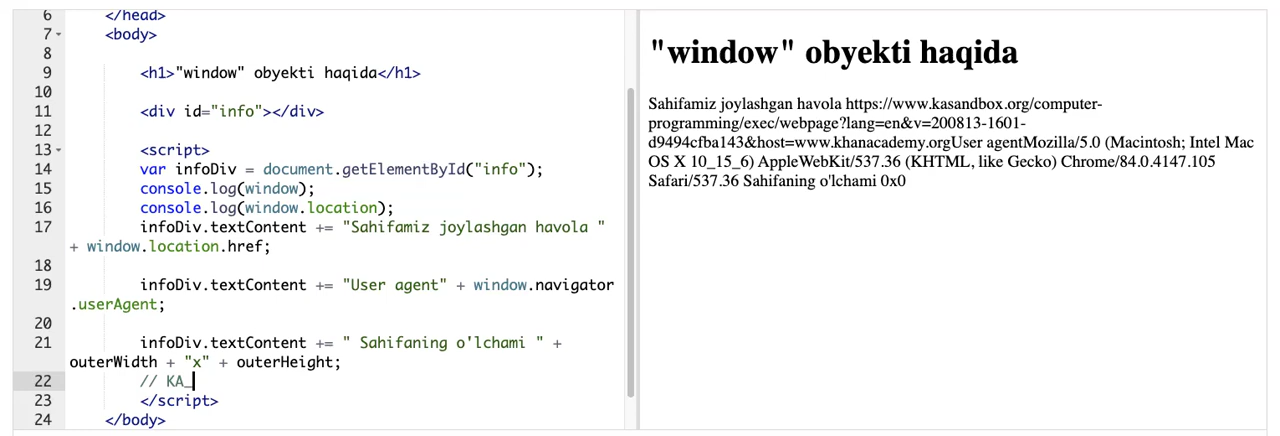 6 </head>
7 <body>
8
9 <h1>"window" obyekti haqida</h1>
10
11 <div id="info"></div>
12
13 <script>
14 var infoDiv = document.getElementById("info");
15 console.log(window);
16 console.log(window.location);
17 infoDiv.textContent += "Sahifamiz joylashgan havola "
+ window.location.href;
18
19 infoDiv.textContent += "User agent" + window.navigator
.userAgent;
20
21 infoDiv.textContent += " Sahifaning o'lchami " +
outerWidth + "x" + outerHeight;
22 // KA_
23 </script>
24 </body>
"window" obyekti haqida
Sahifamiz joylashgan havola https://www.kasandbox.org/computer-
programming/exec/webpage?lang=en&v=200813-1601-
d9494cfba143&host=www.khanacademy.orgUser agentMozilla/5.0 (Macintosh; Intel Mac
OS X 10_15_6) AppleWebKit/537.36 (KHTML, like Gecko) Chrome/84.0.4147.105
Safari/537.36 Sahifaning o'lchami 0x0